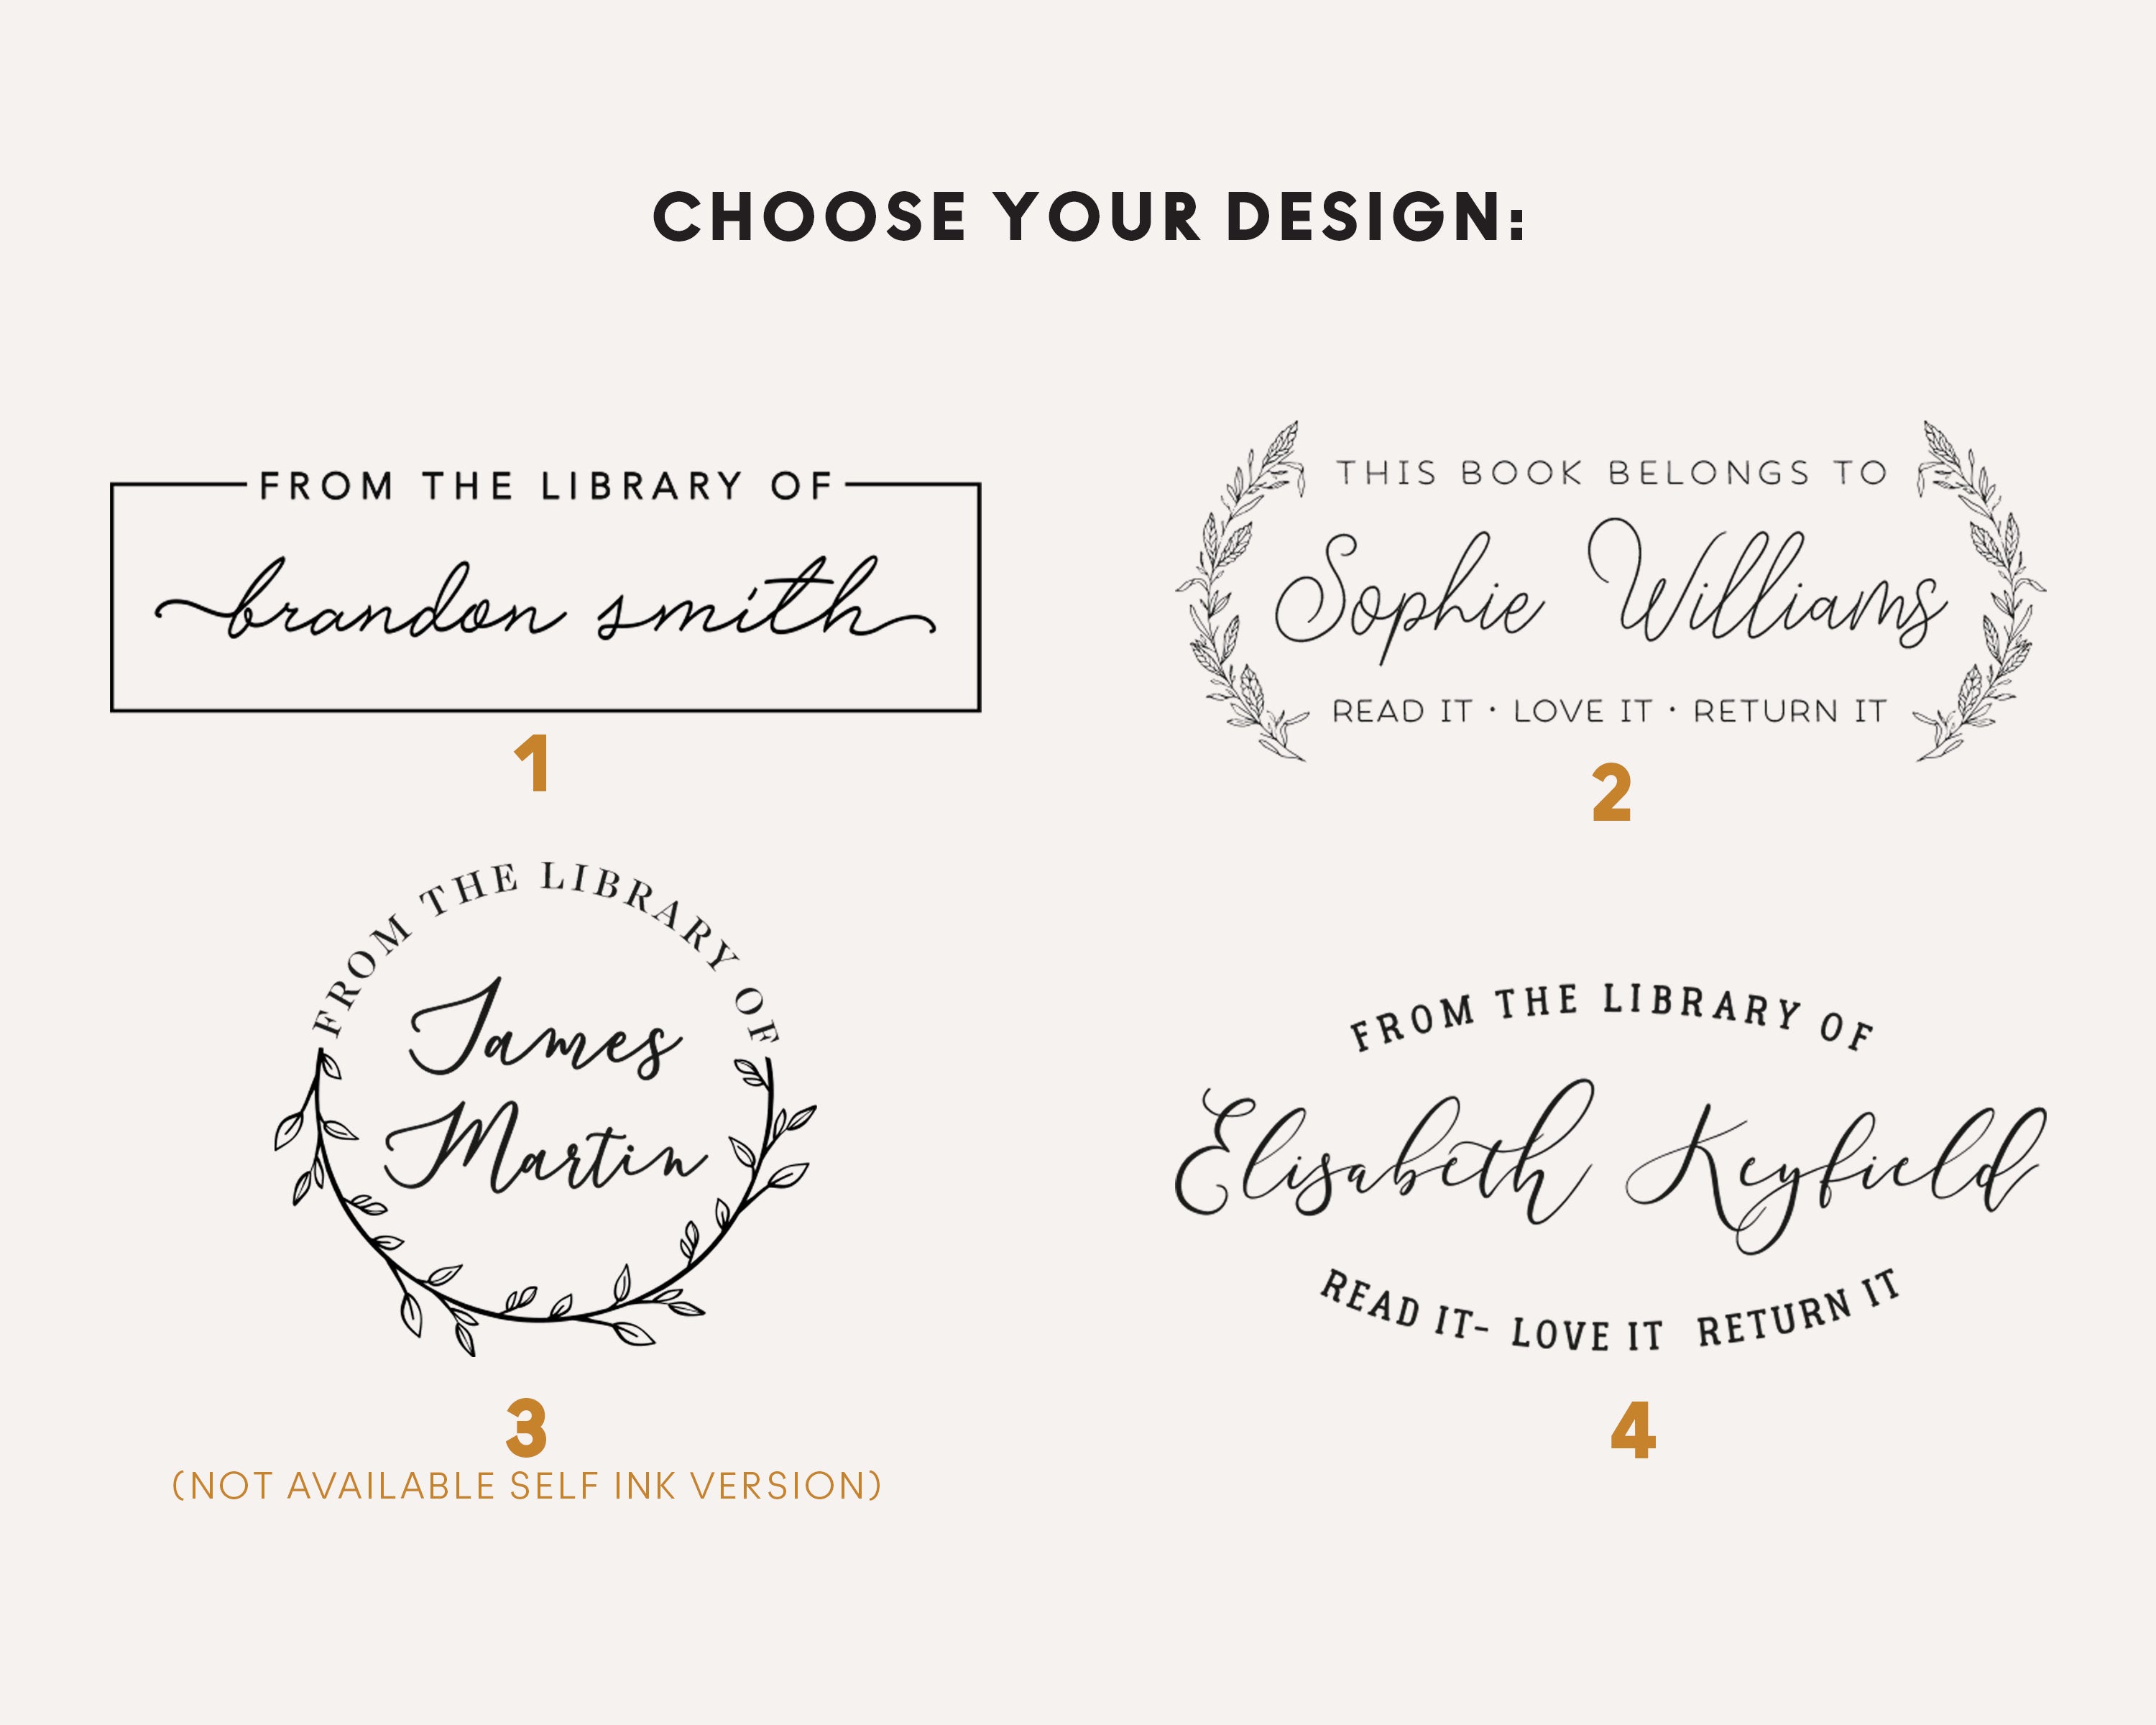 CHOOSE YOUR DESIGN:
FROM THE LIBRARY OF
brandon smith
1
THIS BOOK BELONGS TO
Sophie Williams
READ IT • LOVE IT • RETURN IT
2
FROM THE LIBRARY OF
James
Martin
3
(NOT AVAILABLE SELF INK VERSION)
FROM THE LIBRARY OF
Elisabeth Keyfield
READ IT- LOVE IT RETURN IT
4